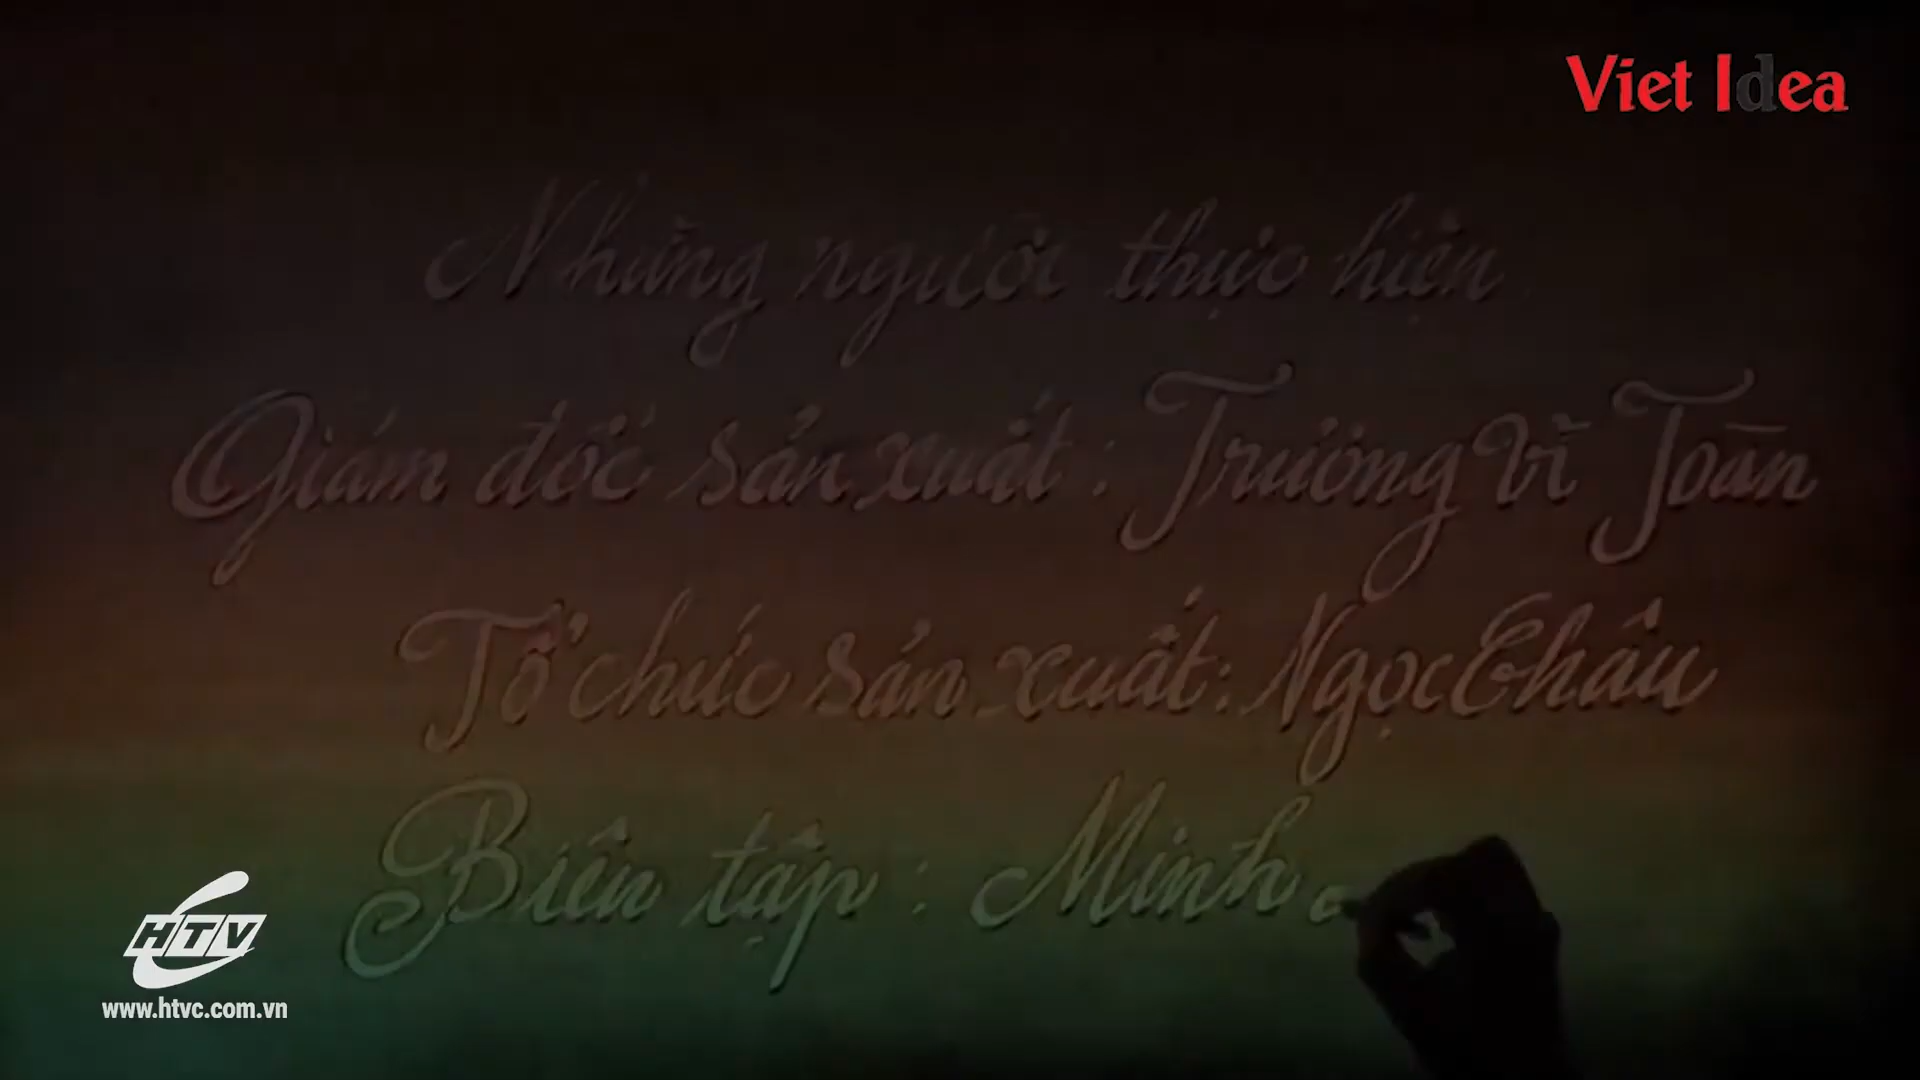 Viet Idea
Những người thực hiện
Giám đốc sản xuất: Trương Vĩ Toàn
Tổ chức sản xuất: Ngọc Châu
Biên tập: Minh
HTV
www.htvc.com.vn